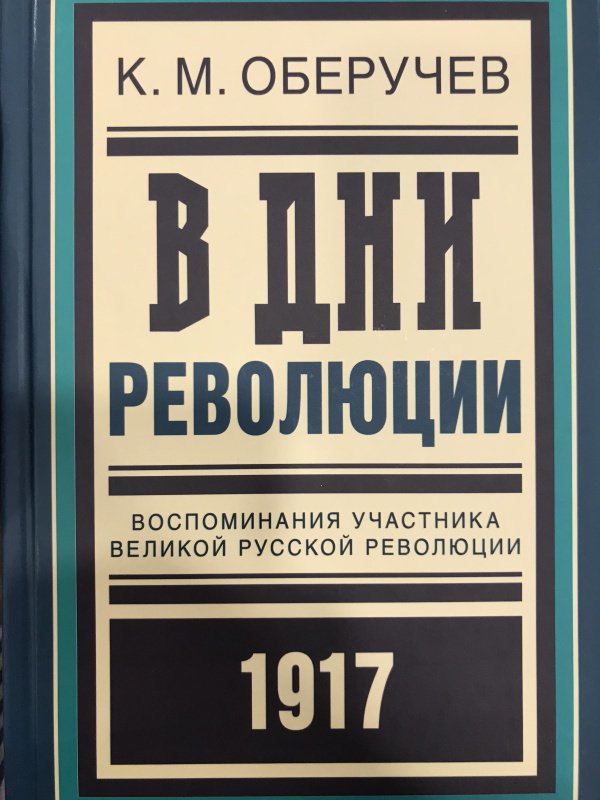 К. М. ОБЕРУЧЕВ
В ДНИ
РЕВОЛЮЦИИ
ВОСПОМИНАНИЯ УЧАСТНИКА
ВЕЛИКОЙ РУССКОЙ РЕВОЛЮЦИИ
1917